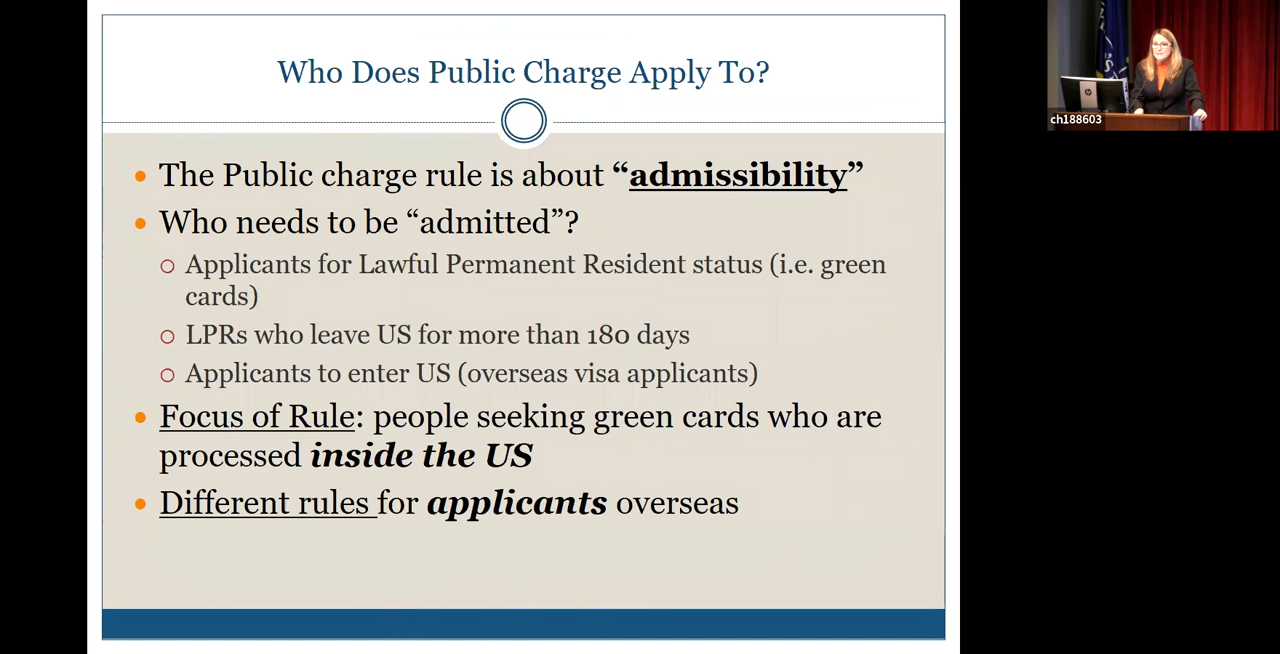 Who Does Public Charge Apply To?
The Public charge rule is about “admissibility”
Who needs to be “admitted”?
Applicants for Lawful Permanent Resident status (i.e. green
cards)
LPRs who leave US for more than 180 days
Applicants to enter US (overseas visa applicants)
Focus of Rule: people seeking green cards who are
processed inside the US
Different rules for applicants overseas
ch188603